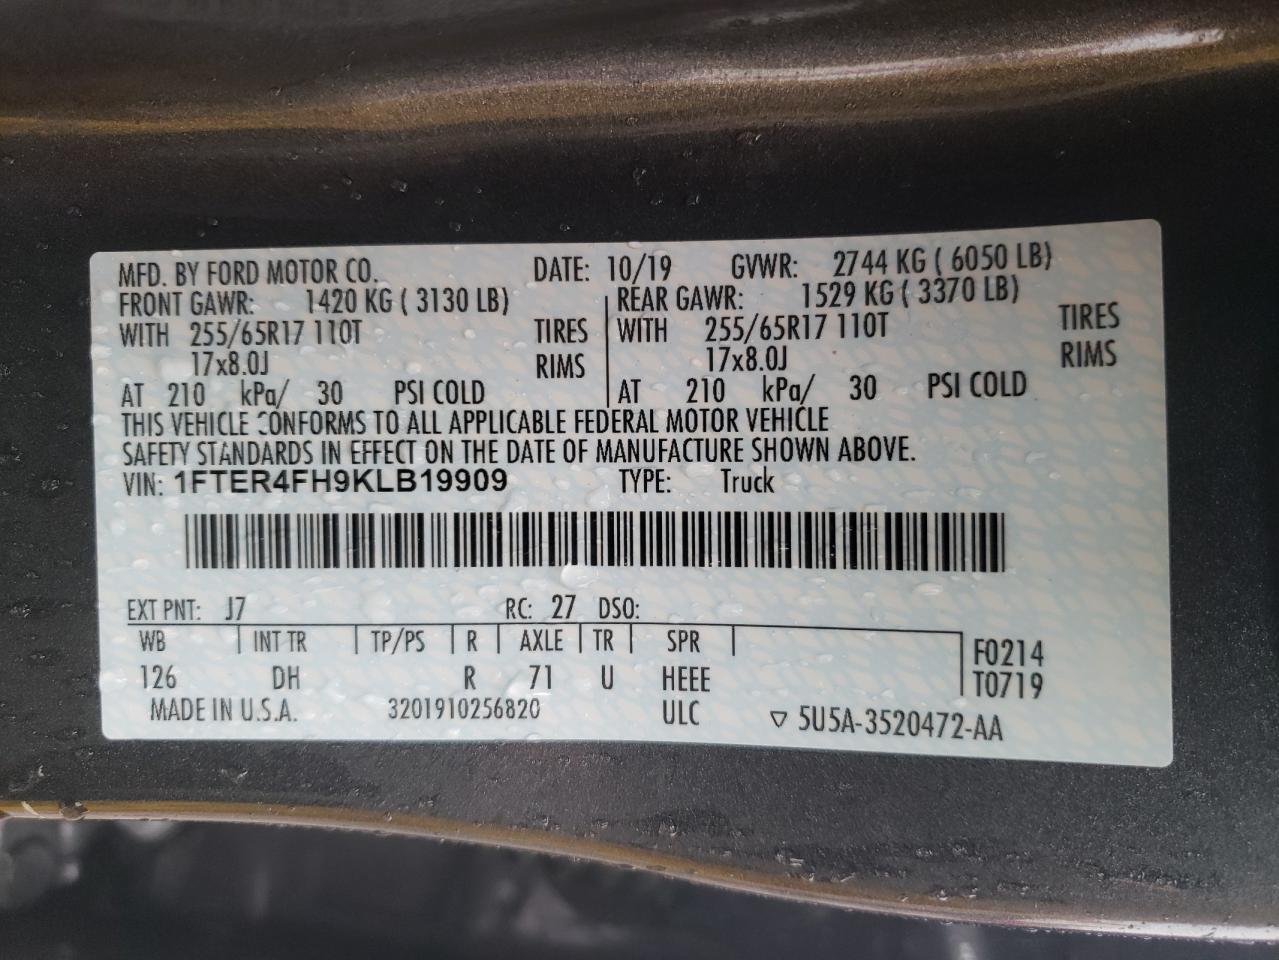 MFD. BY FORD MOTOR CO. DATE: 10/19 GVWR: 2744 KG ( 6050 LB)
FRONT GAWR: 1420 KG ( 3130 LB) REAR GAWR: 1529 KG ( 3370 LB)
WITH 255/65R17 110T TIRES WITH 255/65R17 110T TIRES
17x8.0J RIMS 17x8.0J RIMS
AT 210 kPa/ 30 PSI COLD AT 210 kPa/ 30 PSI COLD
THIS VEHICLE CONFORMS TO ALL APPLICABLE FEDERAL MOTOR VEHICLE
SAFETY STANDARDS IN EFFECT ON THE DATE OF MANUFACTURE SHOWN ABOVE.
VIN: 1FTER4FH9KLB19909 TYPE: Truck
EXT PNT: J7 RC: 27 DSO:
WB INT TR TP/PS R AXLE TR SPR F0214
126 DH R 71 U HEEE T0719
MADE IN U.S.A. 3201910256820 ULC ▽ 5U5A-3520472-AA